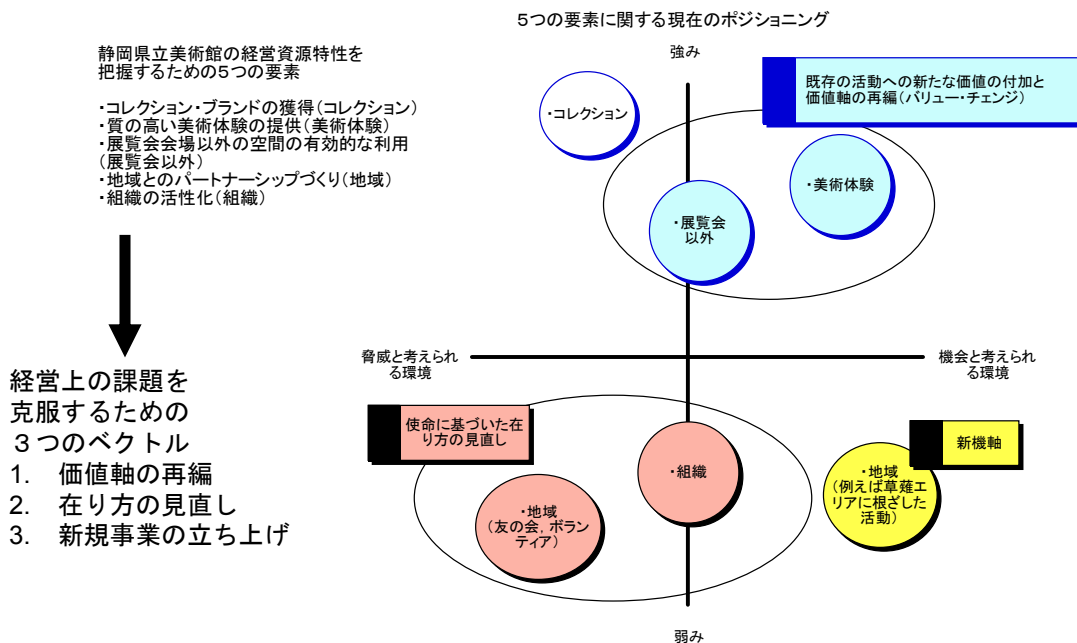 5つの要素に関する現在のポジショニング
静岡県立美術館の経営資源特性を
把握するための5つの要素
・コレクション・ブランドの獲得(コレクション)
・質の高い美術体験の提供(美術体験)
・展覧会会場以外の空間の有効的な利用
(展覧会以外)
・地域とのパートナーシップづくり(地域)
・組織の活性化(組織)
経営上の課題を
克服するための
３つのベクトル
1. 価値軸の再編
2. 在り方の見直し
3. 新規事業の立ち上げ
強み
・コレクション
既存の活動への新たな価値の付加と
価値軸の再編(バリュー・チェンジ)
・美術体験
・展覧会
以外
脅威と考えられ
る環境
機会と考えられ
る環境
使命に基づいた在
り方の見直し
・組織
新機軸
・地域
(友の会,ボラン
ティア)
・地域
(例えば草薙エ
リアに根ざした
活動)
弱み